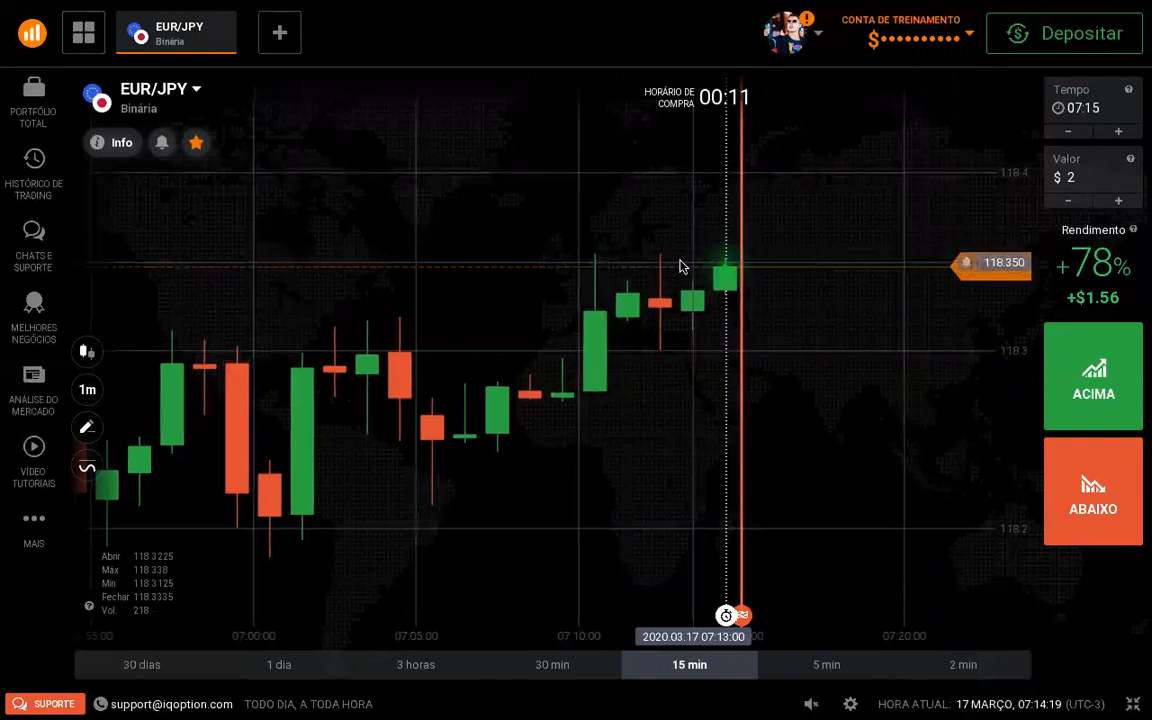 EUR/JPY
Binária
CONTA DE TREINAMENTO
$••••••••••
Depositar
PORTFÓLIO
TOTAL
HISTÓRICO DE
TRADING
CHATS E
SUPORTE
MELHORES
NEGÓCIOS
ANÁLISE DO
MERCADO
VÍDEO
TUTORIAIS
MAIS
EUR/JPY
Binária
Info
HORÁRIO DE
COMPRA
00:11
1m
118.4
118.350
118.3
118.2
Abrir 118.3225
Máx 118.338
Mín 118.3125
Fechar 118.3335
Vol. 218
07:00:00
07:05:00
07:10:00
2020.03.17 07:13:00
07:20:00
30 dias
1 dia
3 horas
30 min
15 min
5 min
2 min
Tempo
07:15
- +
Valor
$ 2
- +
Rendimento
+78%
+$1.56
ACIMA
ABAIXO
SUPORTE
support@iqoption.com
TODO DIA, A TODA HORA
HORA ATUAL: 17 MARÇO, 07:14:19 (UTC-3)